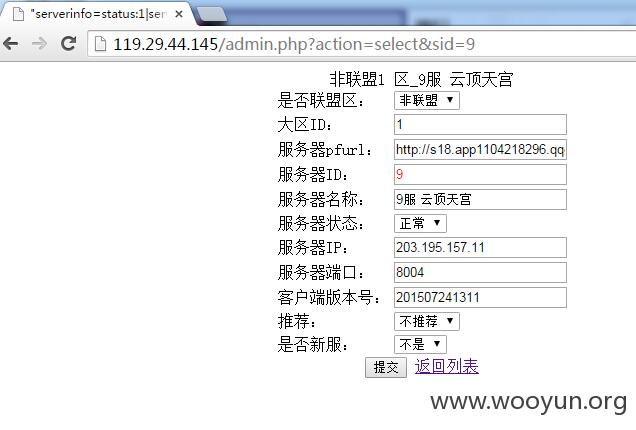 "serverinfo=status:1|ser
119.29.44.145/admin.php?action=select&sid=9
非联盟1 区_9服 云顶天宫
是否联盟区: 非联盟
大区ID: 1
服务器pfurl: http://s18.app1104218296.qq
服务器ID: 9
服务器名称: 9服 云顶天宫
服务器状态: 正常
服务器IP: 203.195.157.11
服务器端口: 8004
客户端版本号: 201507241311
推荐: 不推荐
是否新服: 不是
提交 返回列表
www.wooyun.org